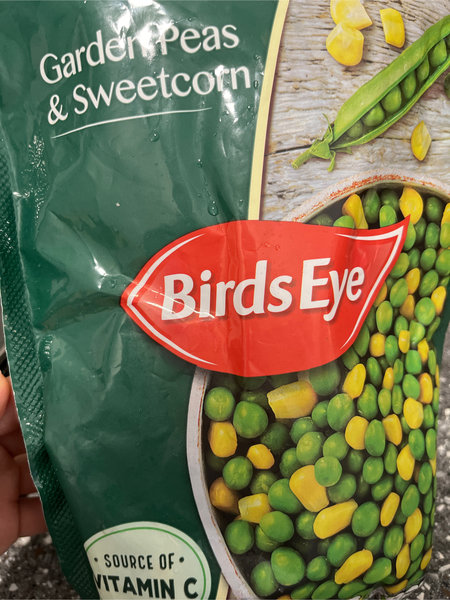 Garden Peas
& Sweetcorn
Birds Eye
SOURCE OF
VITAMIN C